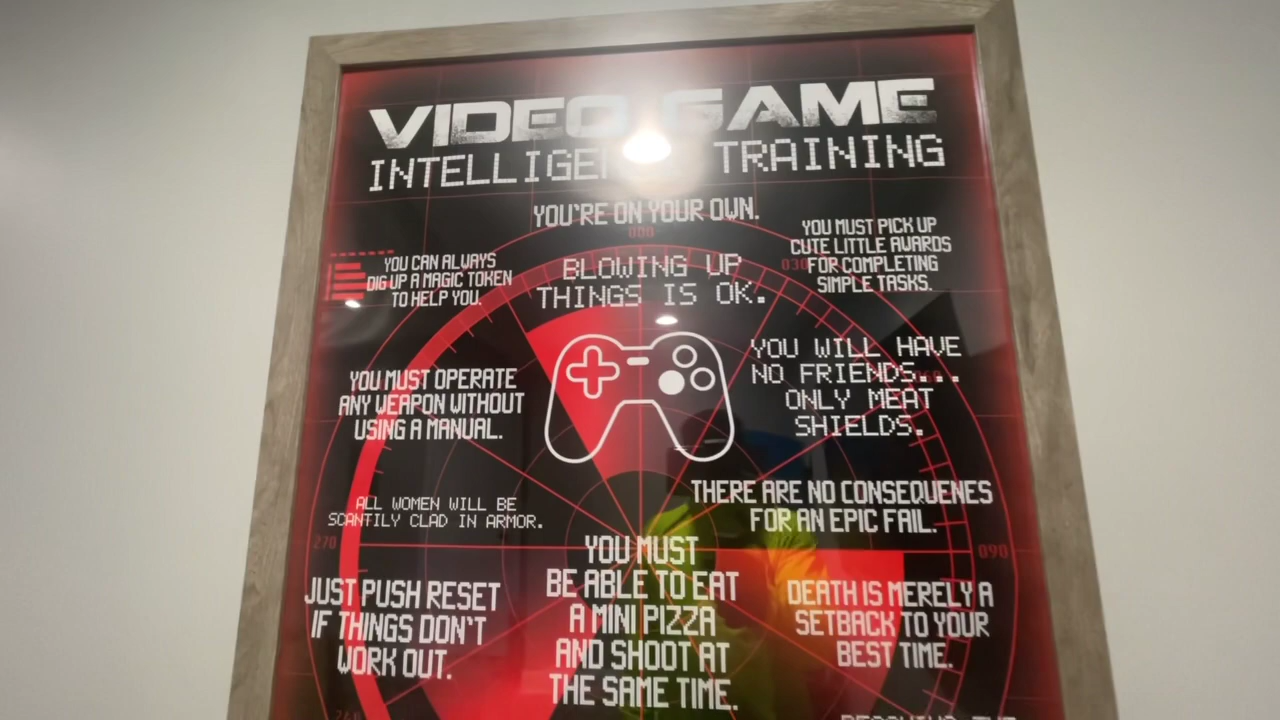 VIDEO GAME
INTELLIGENCE TRAINING
YOU'RE ON YOUR OWN.
000
YOU CAN ALWAYS
DIG UP A MAGIC TOKEN
TO HELP YOU.
BLOWING UP
THINGS IS OK.
YOU MUST PICK UP
CUTE LITTLE AWARDS
030
FOR COMPLETING
SIMPLE TASKS.
YOU MUST OPERATE
ANY WEAPON WITHOUT
USING A MANUAL.
YOU WILL HAVE
NO FRIENDS...
ONLY MEAT
SHIELDS.
ALL WOMEN WILL BE
SCANTILY CLAD IN ARMOR.
THERE ARE NO CONSEQUENES
FOR AN EPIC FAIL.
270
090
JUST PUSH RESET
IF THINGS DON'T
WORK OUT.
YOU MUST
BE ABLE TO EAT
A MINI PIZZA
AND SHOOT AT
THE SAME TIME.
DEATH IS MERELY A
SETBACK TO YOUR
BEST TIME.